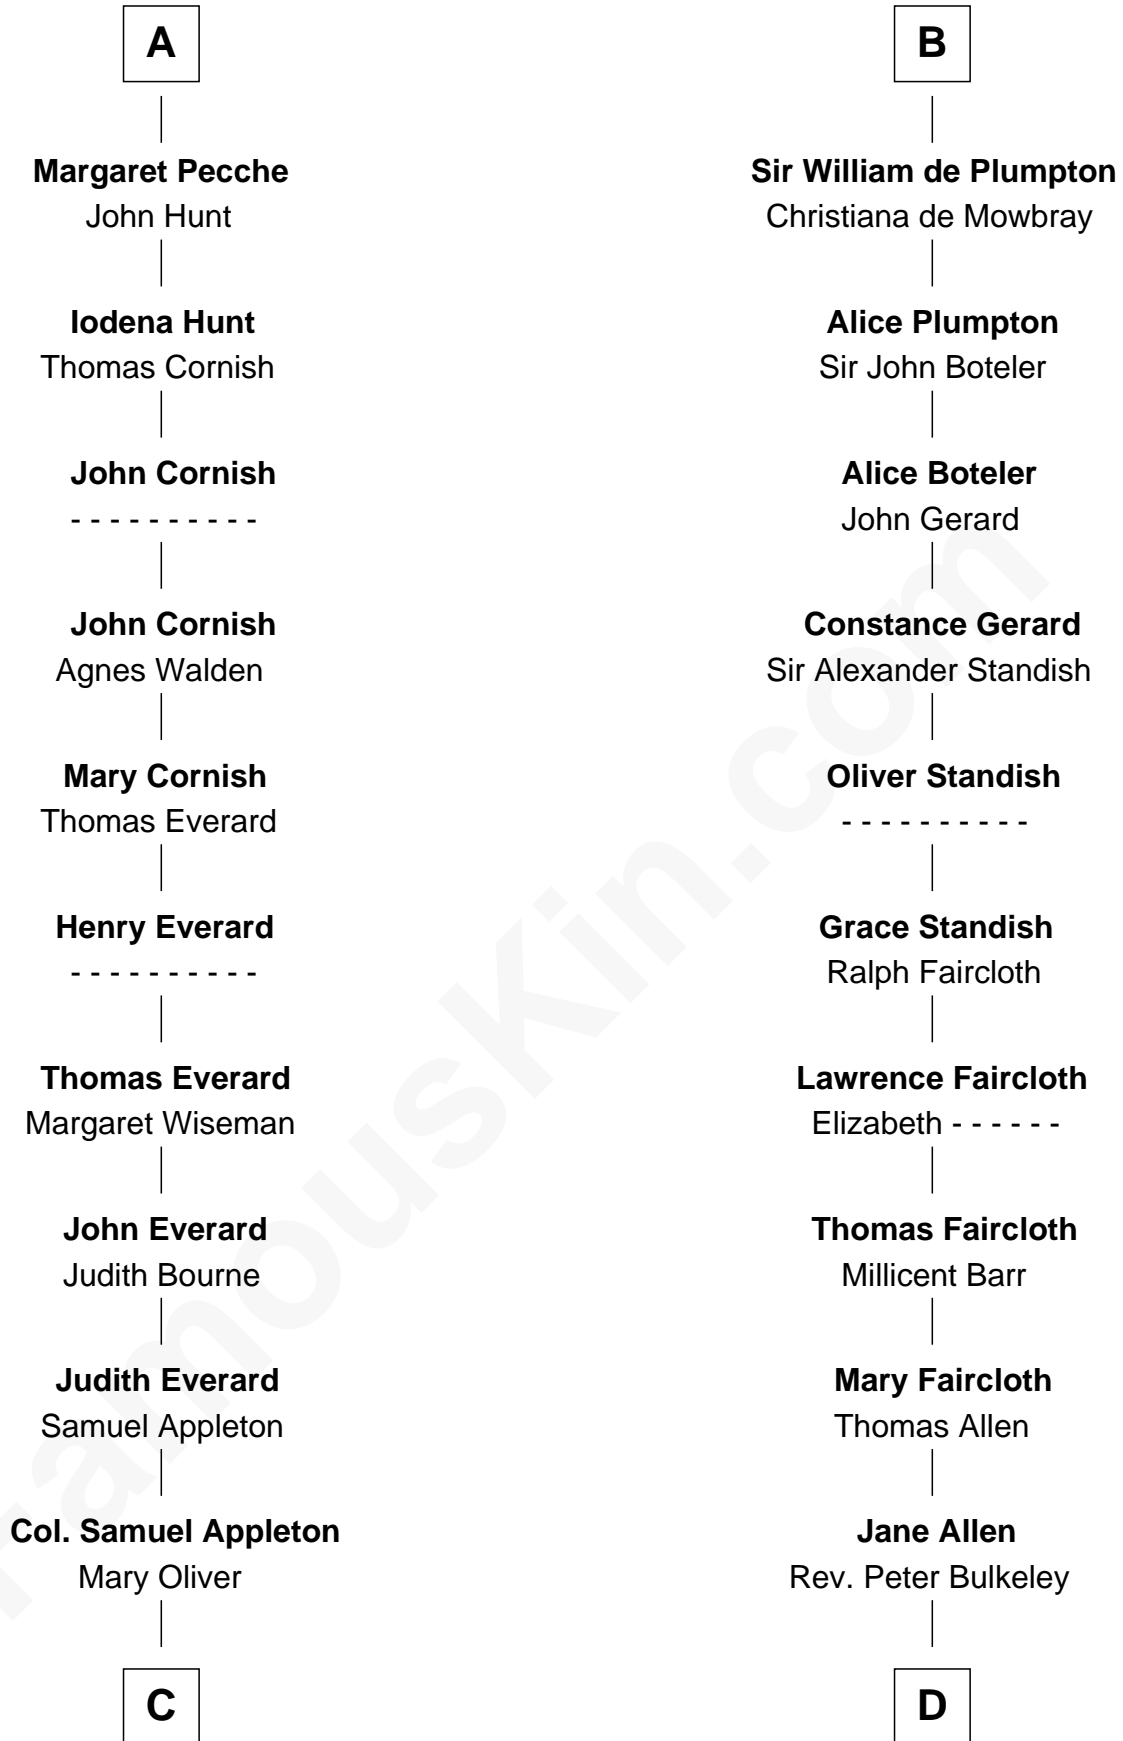 A
Margaret Pecche
John Hunt
Iodena Hunt
Thomas Cornish
John Cornish
- - - - - - - - - -
John Cornish
Agnes Walden
Mary Cornish
Thomas Everard
Henry Everard
- - - - - - - - - -
Thomas Everard
Margaret Wiseman
John Everard
Judith Bourne
Judith Everard
Samuel Appleton
Col. Samuel Appleton
Mary Oliver
C
B
Sir William de Plumpton
Christiana de Mowbray
Alice Plumpton
Sir John Boteler
Alice Boteler
John Gerard
Constance Gerard
Sir Alexander Standish
Oliver Standish
- - - - - - - - - -
Grace Standish
Ralph Faircloth
Lawrence Faircloth
Elizabeth - - - - - -
Thomas Faircloth
Millicent Barr
Mary Faircloth
Thomas Allen
Jane Allen
Rev. Peter Bulkeley
D
FamousKin.com